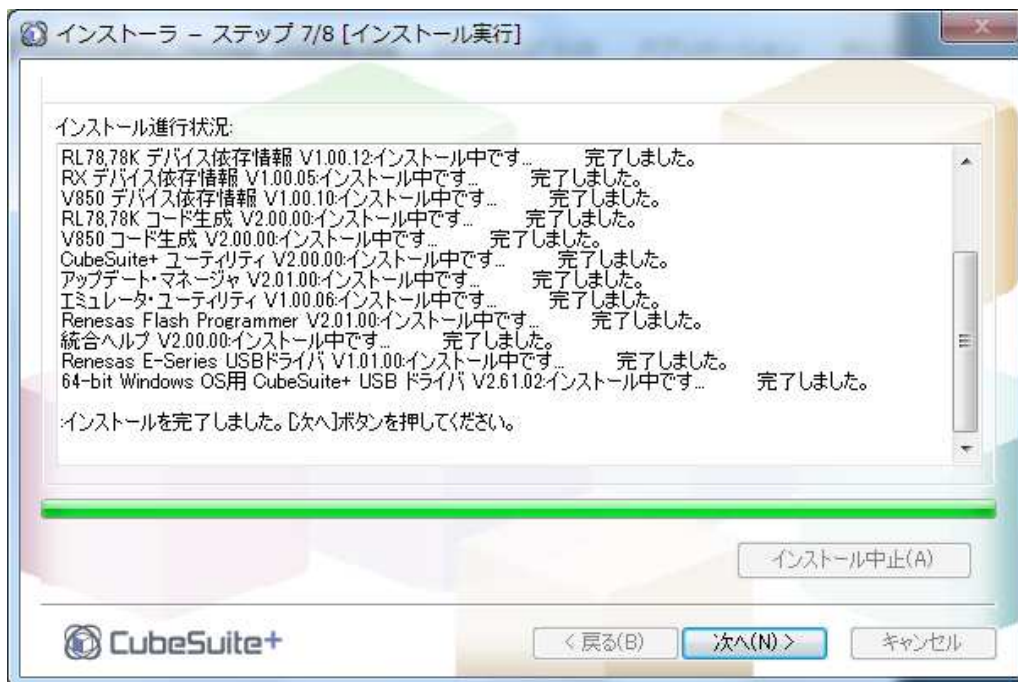 インストーラ － ステップ 7/8 [インストール実行]
インストール進行状況:
RL78,78K デバイス依存情報 V1.00.12:インストール中です... 完了しました。
RX デバイス依存情報 V1.00.05:インストール中です... 完了しました。
V850 デバイス依存情報 V1.00.10:インストール中です... 完了しました。
RL78,78K コード生成 V2.00.00:インストール中です... 完了しました。
V850 コード生成 V2.00.00:インストール中です... 完了しました。
CubeSuite+ ユーティリティ V2.00.00:インストール中です... 完了しました。
アップデート・マネージャ V2.01.00:インストール中です... 完了しました。
エミュレータ・ユーティリティ V1.00.06:インストール中です... 完了しました。
Renesas Flash Programmer V2.01.00:インストール中です... 完了しました。
統合ヘルプ V2.00.00:インストール中です... 完了しました。
Renesas E-Series USBドライバ V1.01.00:インストール中です... 完了しました。
64-bit Windows OS用 CubeSuite+ USB ドライバ V2.61.02:インストール中です... 完了しました。
:インストールを完了しました。[次へ]ボタンを押してください。
インストール中止(A)
CubeSuite+
< 戻る(B)
次へ(N) >
キャンセル